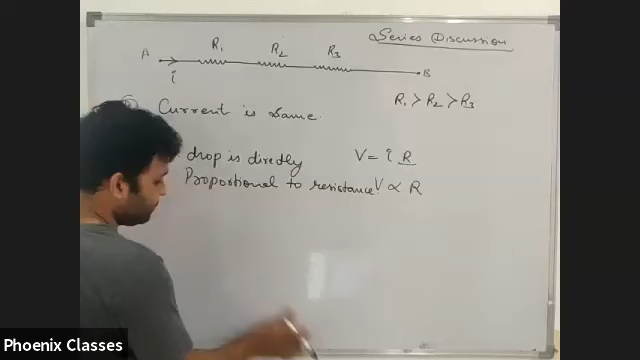 Series Discussion
A R1 R2 R3 B
i
R1 > R2 > R3
Current is same.
drop is directly V = i R
Proportional to resistance V ∝ R
Phoenix Classes